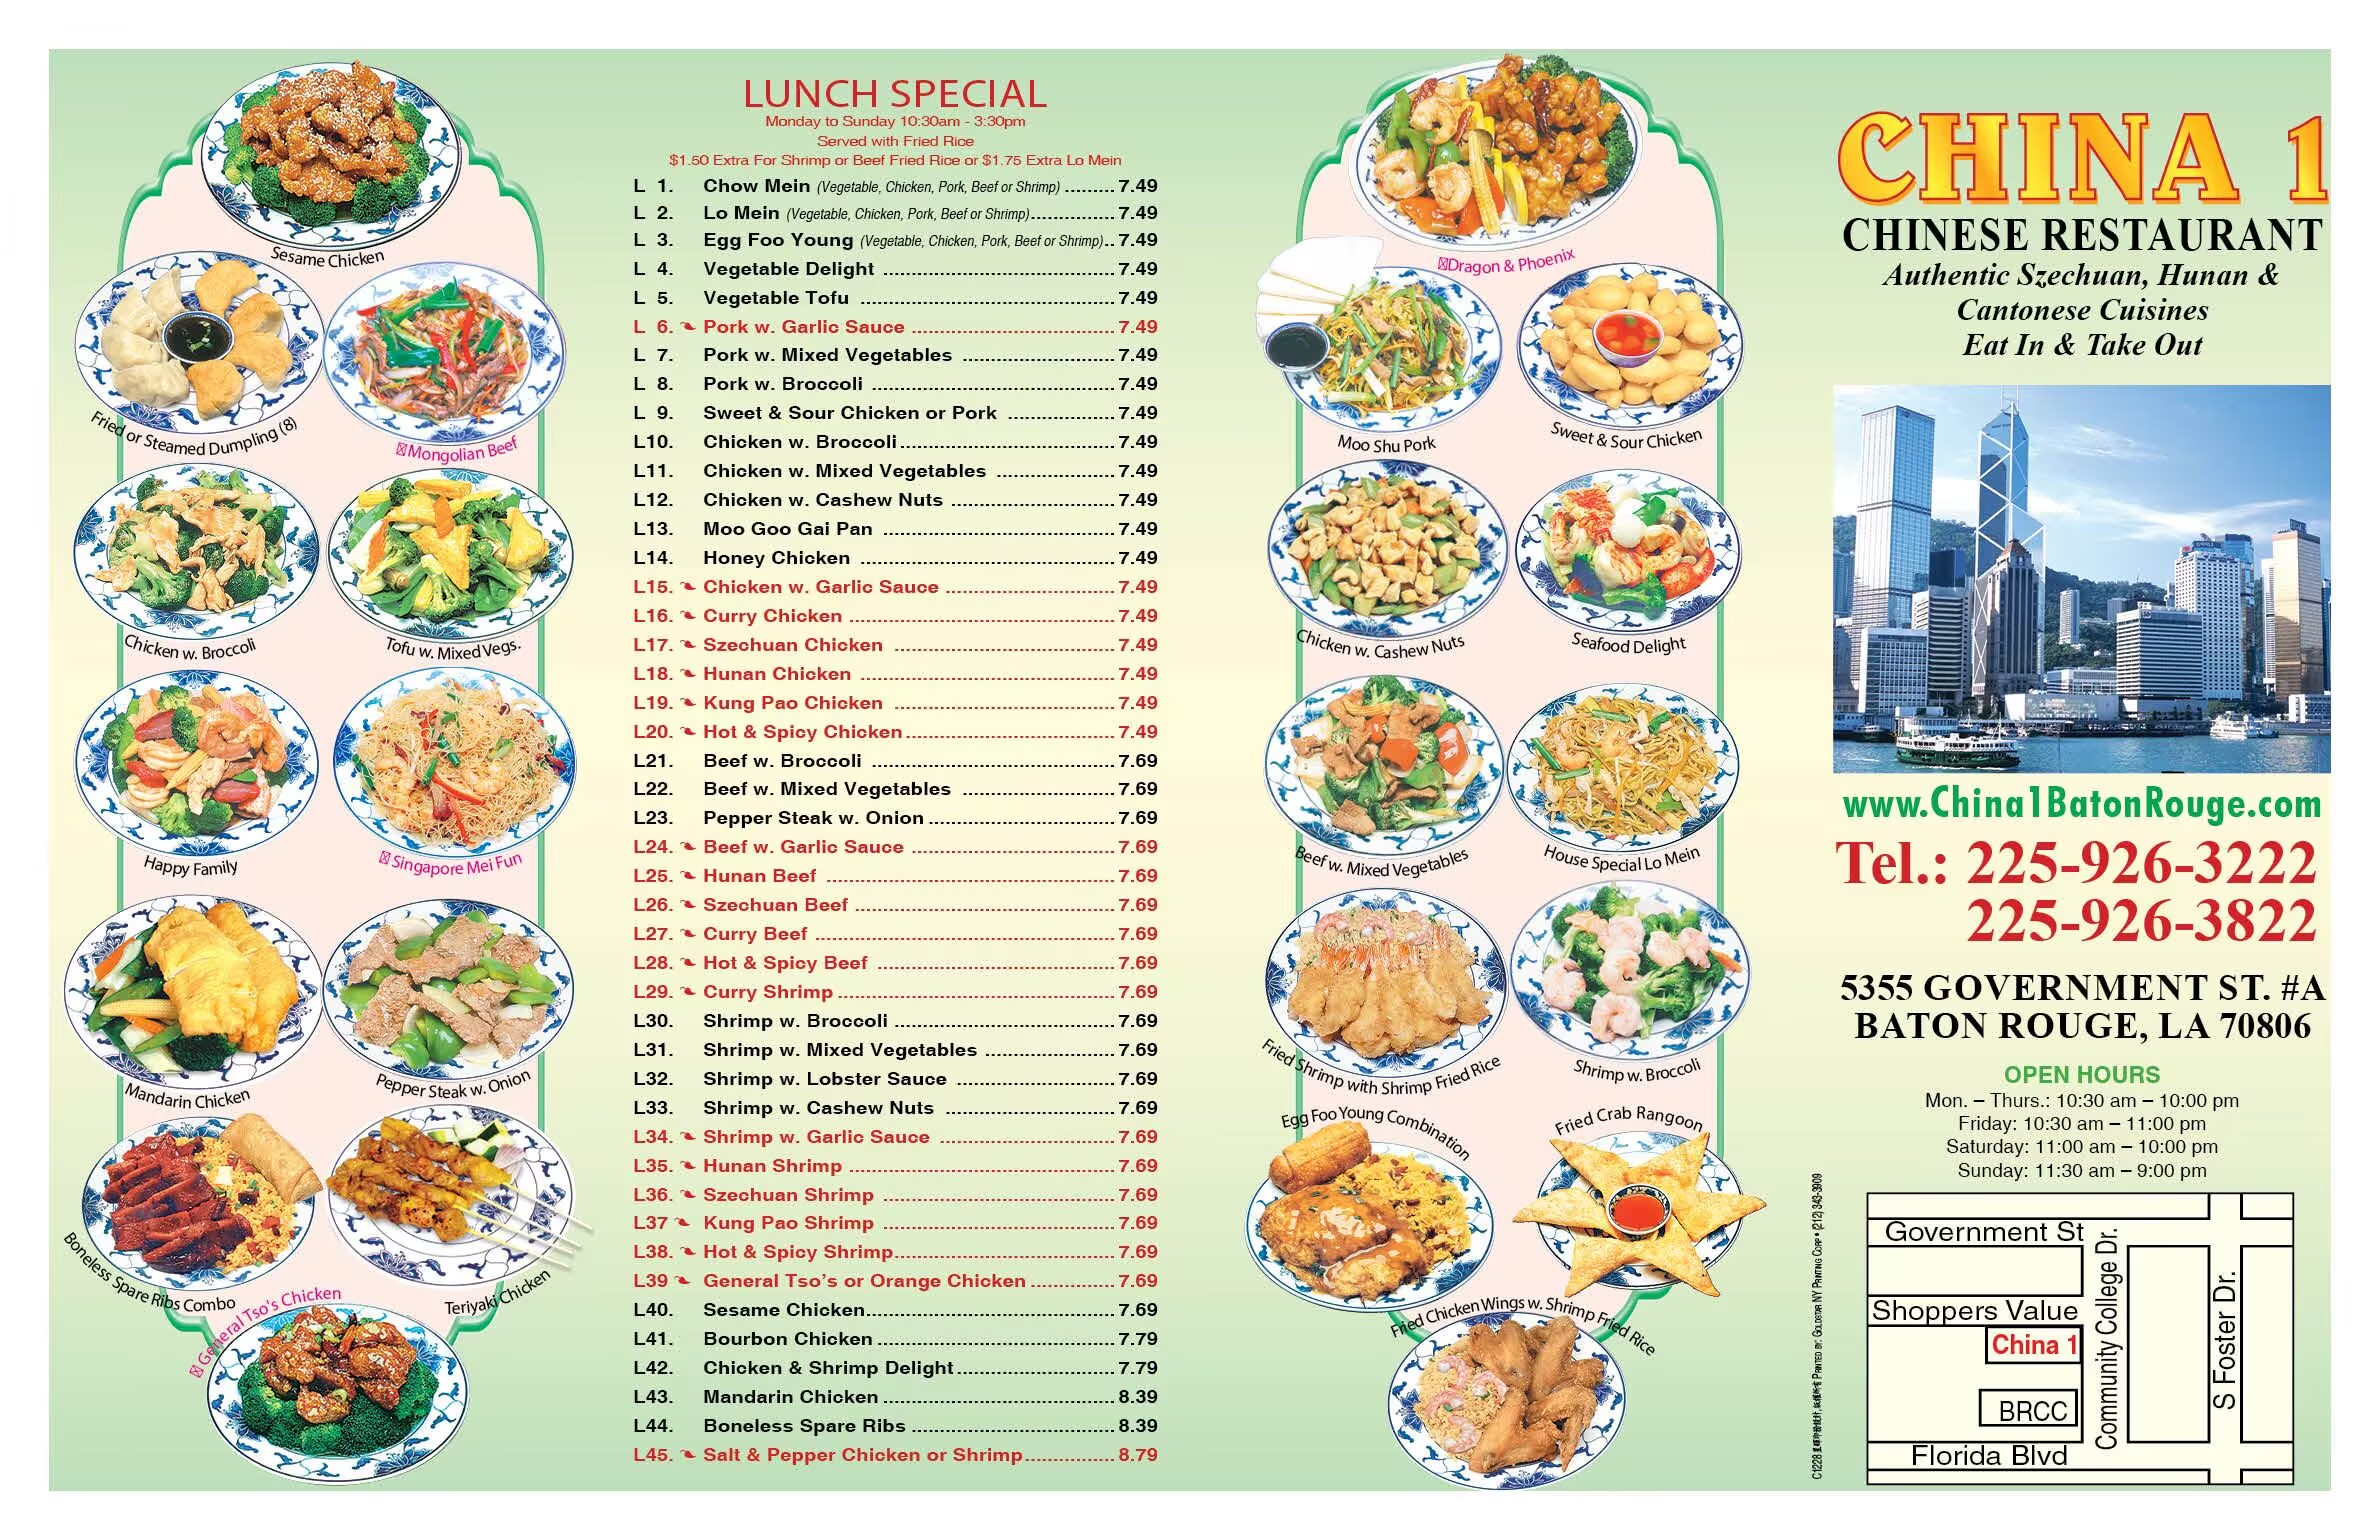 Sesame Chicken
Fried or Steamed Dumpling (8)
Mongolian Beef
Chicken w. Broccoli
Tofu w. Mixed Vegs.
Happy Family
Singapore Mei Fun
Mandarin Chicken
Pepper Steak w. Onion
Boneless Spare Ribs Combo
Teriyaki Chicken
General Tso's Chicken
LUNCH SPECIAL
Monday to Sunday 10:30am - 3:30pm
Served with Fried Rice
$1.50 Extra For Shrimp or Beef Fried Rice or $1.75 Extra Lo Mein
L 1. Chow Mein (Vegetable, Chicken, Pork, Beef or Shrimp) ......... 7.49
L 2. Lo Mein (Vegetable, Chicken, Pork, Beef or Shrimp)............... 7.49
L 3. Egg Foo Young (Vegetable, Chicken, Pork, Beef or Shrimp).. 7.49
L 4. Vegetable Delight ......................................... 7.49
L 5. Vegetable Tofu ............................................. 7.49
L 6. Pork w. Garlic Sauce .................................... 7.49
L 7. Pork w. Mixed Vegetables ........................... 7.49
L 8. Pork w. Broccoli ........................................... 7.49
L 9. Sweet & Sour Chicken or Pork ................... 7.49
L10. Chicken w. Broccoli...................................... 7.49
L11. Chicken w. Mixed Vegetables ..................... 7.49
L12. Chicken w. Cashew Nuts ............................. 7.49
L13. Moo Goo Gai Pan ......................................... 7.49
L14. Honey Chicken ............................................. 7.49
L15. Chicken w. Garlic Sauce .............................. 7.49
L16. Curry Chicken ............................................... 7.49
L17. Szechuan Chicken ....................................... 7.49
L18. Hunan Chicken ............................................. 7.49
L19. Kung Pao Chicken ....................................... 7.49
L20. Hot & Spicy Chicken..................................... 7.49
L21. Beef w. Broccoli ........................................... 7.69
L22. Beef w. Mixed Vegetables ........................... 7.69
L23. Pepper Steak w. Onion ................................. 7.69
L24. Beef w. Garlic Sauce .................................... 7.69
L25. Hunan Beef ................................................... 7.69
L26. Szechuan Beef .............................................. 7.69
L27. Curry Beef ..................................................... 7.69
L28. Hot & Spicy Beef .......................................... 7.69
L29. Curry Shrimp ................................................. 7.69
L30. Shrimp w. Broccoli ....................................... 7.69
L31. Shrimp w. Mixed Vegetables ....................... 7.69
L32. Shrimp w. Lobster Sauce ............................ 7.69
L33. Shrimp w. Cashew Nuts .............................. 7.69
L34. Shrimp w. Garlic Sauce ............................... 7.69
L35. Hunan Shrimp ............................................... 7.69
L36. Szechuan Shrimp ......................................... 7.69
L37 Kung Pao Shrimp ......................................... 7.69
L38. Hot & Spicy Shrimp....................................... 7.69
L39 General Tso's or Orange Chicken ............... 7.69
L40. Sesame Chicken............................................ 7.69
L41. Bourbon Chicken .......................................... 7.79
L42. Chicken & Shrimp Delight............................ 7.79
L43. Mandarin Chicken ......................................... 8.39
L44. Boneless Spare Ribs .................................... 8.39
L45. Salt & Pepper Chicken or Shrimp................ 8.79
Dragon & Phoenix
Moo Shu Pork
Sweet & Sour Chicken
Chicken w. Cashew Nuts
Seafood Delight
Beef w. Mixed Vegetables
House Special Lo Mein
Fried Shrimp with Shrimp Fried Rice
Shrimp w. Broccoli
Egg Foo Young Combination
Fried Crab Rangoon
Fried Chicken Wings w. Shrimp Fried Rice
CHINA 1
CHINESE RESTAURANT
Authentic Szechuan, Hunan &
Cantonese Cuisines
Eat In & Take Out
www.China1BatonRouge.com
Tel.: 225-926-3222
225-926-3822
5355 GOVERNMENT ST. #A
BATON ROUGE, LA 70806
OPEN HOURS
Mon. – Thurs.: 10:30 am – 10:00 pm
Friday: 10:30 am – 11:00 pm
Saturday: 11:00 am – 10:00 pm
Sunday: 11:30 am – 9:00 pm
Government St
Shoppers Value
China 1
BRCC
Florida Blvd
Community College Dr.
S Foster Dr.
C1228 PRINTED BY: GOLDSTAR NY PRINTING CORP • (212) 343-3909